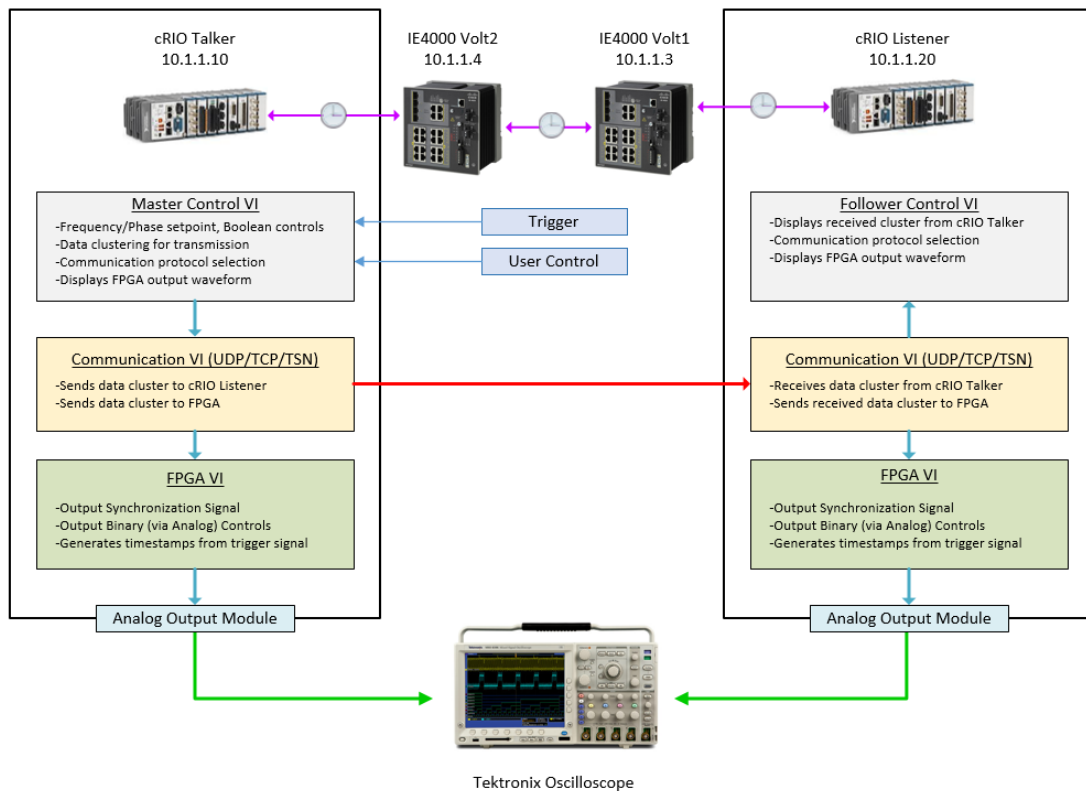 cRIO Talker
10.1.1.10
IE4000 Volt2
10.1.1.4
IE4000 Volt1
10.1.1.3
cRIO Listener
10.1.1.20
Master Control VI
-Frequency/Phase setpoint, Boolean controls
-Data clustering for transmission
-Communication protocol selection
-Displays FPGA output waveform
Trigger
User Control
Follower Control VI
-Displays received cluster from cRIO Talker
-Communication protocol selection
-Displays FPGA output waveform
Communication VI (UDP/TCP/TSN)
-Sends data cluster to cRIO Listener
-Sends data cluster to FPGA
Communication VI (UDP/TCP/TSN)
-Receives data cluster from cRIO Talker
-Sends received data cluster to FPGA
FPGA VI
-Output Synchronization Signal
-Output Binary (via Analog) Controls
-Generates timestamps from trigger signal
FPGA VI
-Output Synchronization Signal
-Output Binary (via Analog) Controls
-Generates timestamps from trigger signal
Analog Output Module
Analog Output Module
Tektronix Oscilloscope